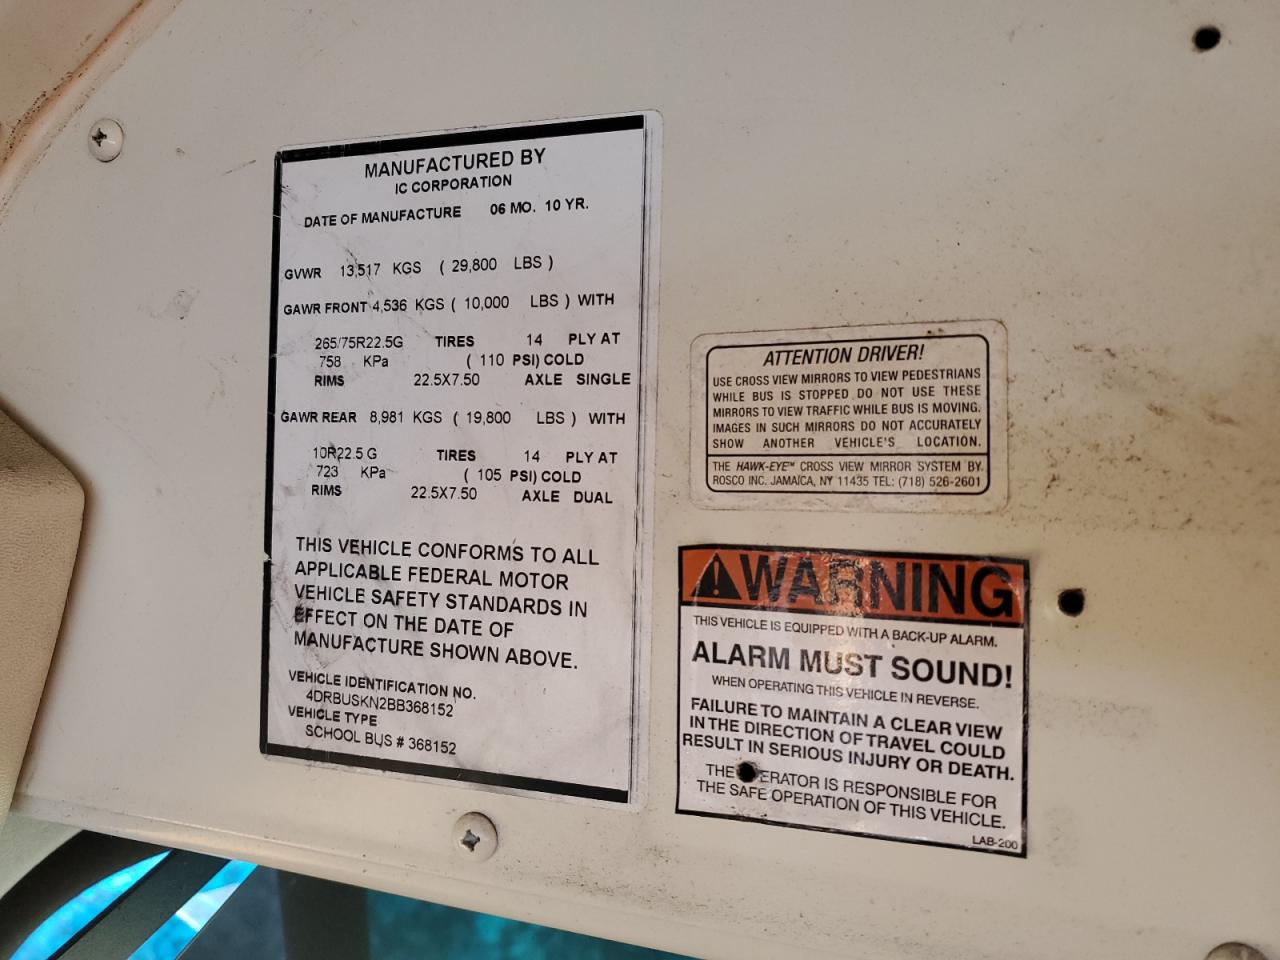 MANUFACTURED BY
IC CORPORATION
DATE OF MANUFACTURE 06 MO. 10 YR.
GVWR 13,517 KGS ( 29,800 LBS )
GAWR FRONT 4,536 KGS ( 10,000 LBS ) WITH
265/75R22.5G TIRES 14 PLY AT
758 KPa ( 110 PSI) COLD
RIMS 22.5X7.50 AXLE SINGLE
GAWR REAR 8,981 KGS ( 19,800 LBS ) WITH
10R22.5 G TIRES 14 PLY AT
723 KPa ( 105 PSI) COLD
RIMS 22.5X7.50 AXLE DUAL
THIS VEHICLE CONFORMS TO ALL
APPLICABLE FEDERAL MOTOR
VEHICLE SAFETY STANDARDS IN
EFFECT ON THE DATE OF
MANUFACTURE SHOWN ABOVE.
VEHICLE IDENTIFICATION NO.
4DRBUSKN2BB368152
VEHICLE TYPE
SCHOOL BUS # 368152
ATTENTION DRIVER!
USE CROSS VIEW MIRRORS TO VIEW PEDESTRIANS
WHILE BUS IS STOPPED. DO NOT USE THESE
MIRRORS TO VIEW TRAFFIC WHILE BUS IS MOVING.
IMAGES IN SUCH MIRRORS DO NOT ACCURATELY
SHOW ANOTHER VEHICLE'S LOCATION.
THE HAWK-EYE™ CROSS VIEW MIRROR SYSTEM BY.
ROSCO INC. JAMAICA, NY 11435 TEL: (718) 526-2601
WARNING
THIS VEHICLE IS EQUIPPED WITH A BACK-UP ALARM.
ALARM MUST SOUND!
WHEN OPERATING THIS VEHICLE IN REVERSE.
FAILURE TO MAINTAIN A CLEAR VIEW
IN THE DIRECTION OF TRAVEL COULD
RESULT IN SERIOUS INJURY OR DEATH.
THE ERATOR IS RESPONSIBLE FOR
THE SAFE OPERATION OF THIS VEHICLE.
LAB-200